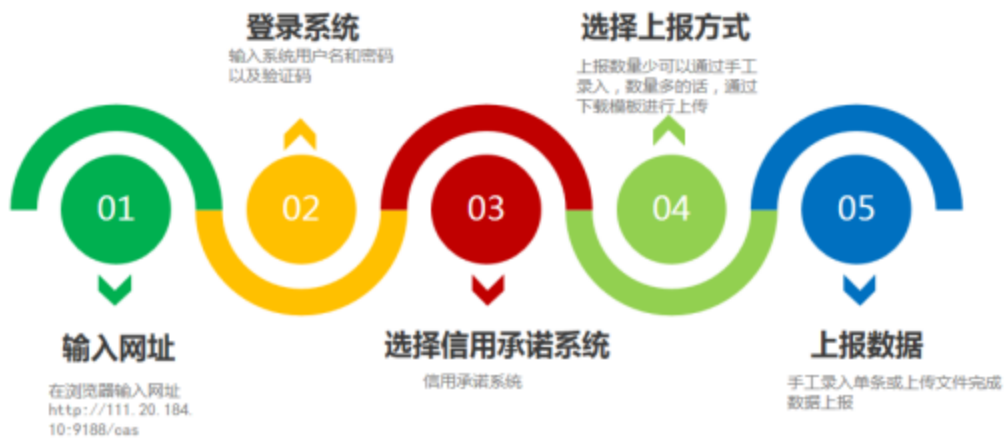 登录系统
输入系统用户名和密码
以及验证码
选择上报方式
上报数量少可以通过手工
录入，数量多的话，通过
下载模板进行上传
01
02
03
04
05
输入网址
在浏览器输入网址
http://111.20.184.
10:9188/cas
选择信用承诺系统
信用承诺系统
上报数据
手工录入单条或上传文件完成
数据上报